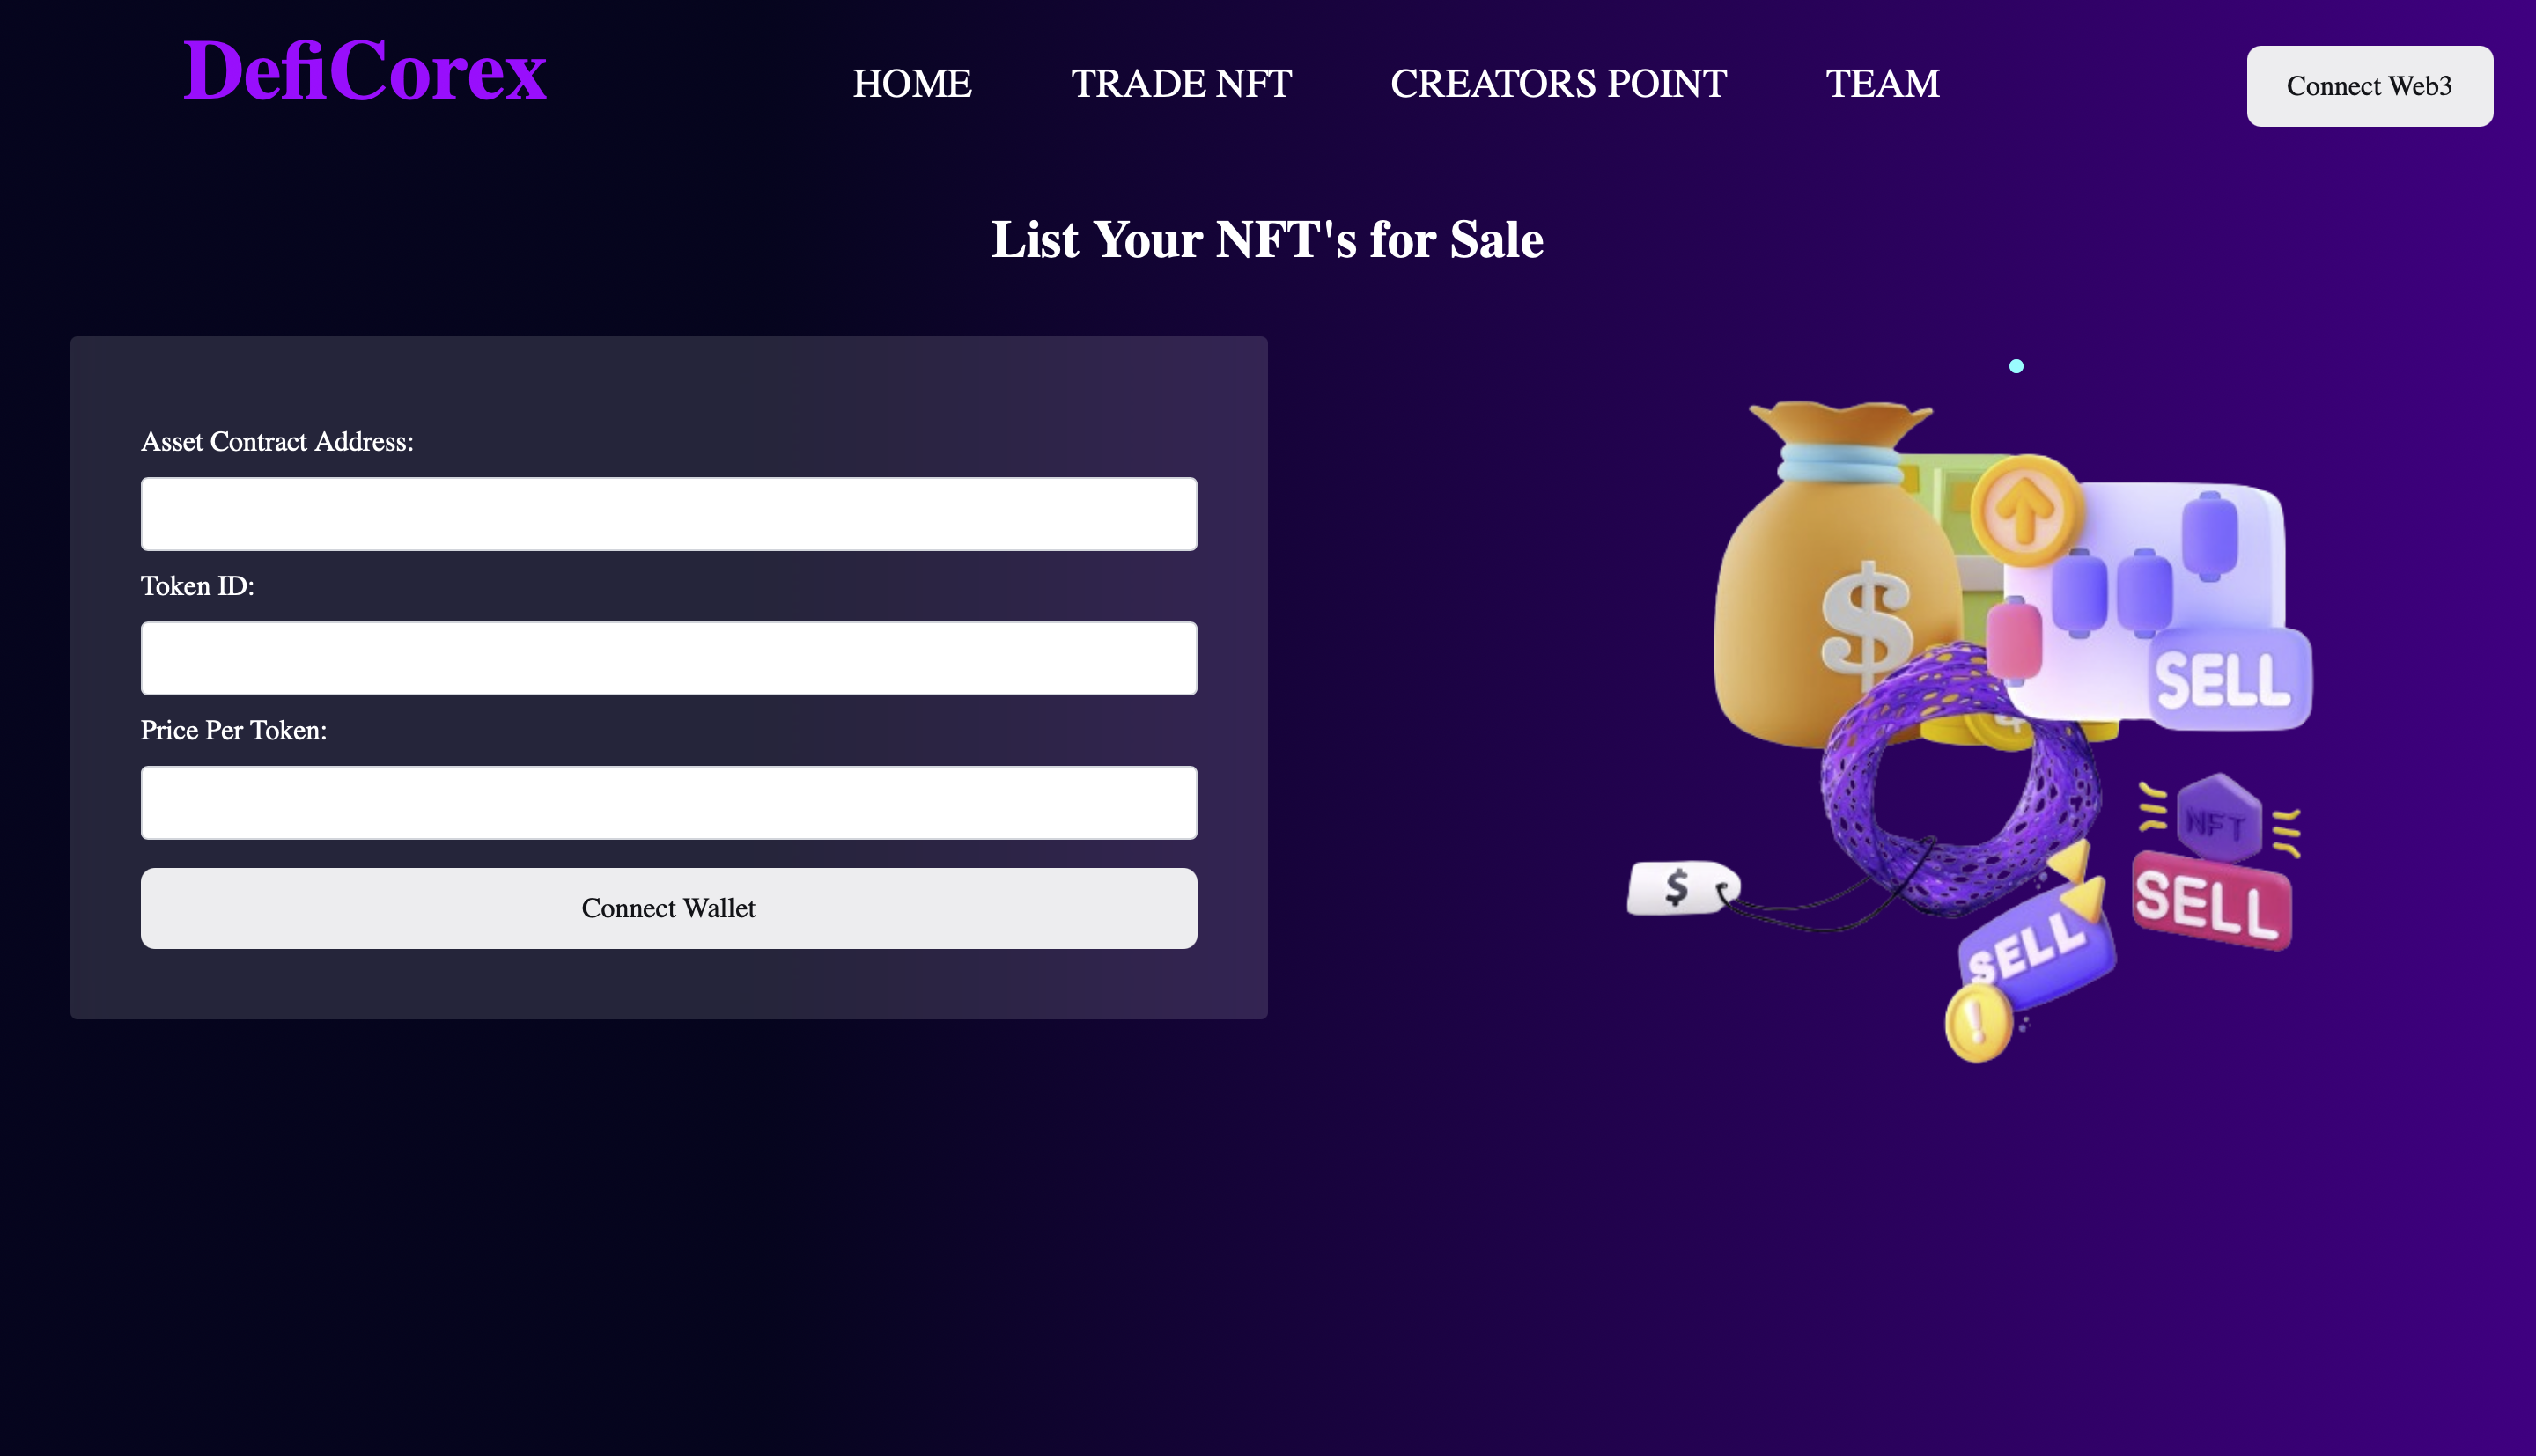 DefiCorex
HOME
TRADE NFT
CREATORS POINT
TEAM
Connect Web3
List Your NFT's for Sale
Asset Contract Address:
Token ID:
Price Per Token:
Connect Wallet
$
SELL
$
NFT
SELL
SELL
!